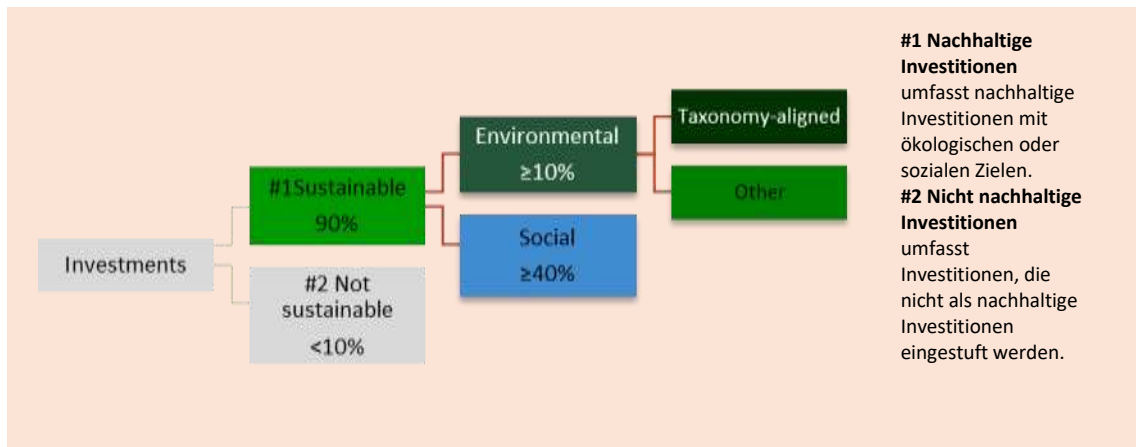 Investments
#1Sustainable
90%
#2 Not
sustainable
<10%
Environmental
≥10%
Social
≥40%
Taxonomy-aligned
Other
#1 Nachhaltige
Investitionen
umfasst nachhaltige
Investitionen mit
ökologischen oder
sozialen Zielen.
#2 Nicht nachhaltige
Investitionen
umfasst
Investitionen, die
nicht als nachhaltige
Investitionen
eingestuft werden.